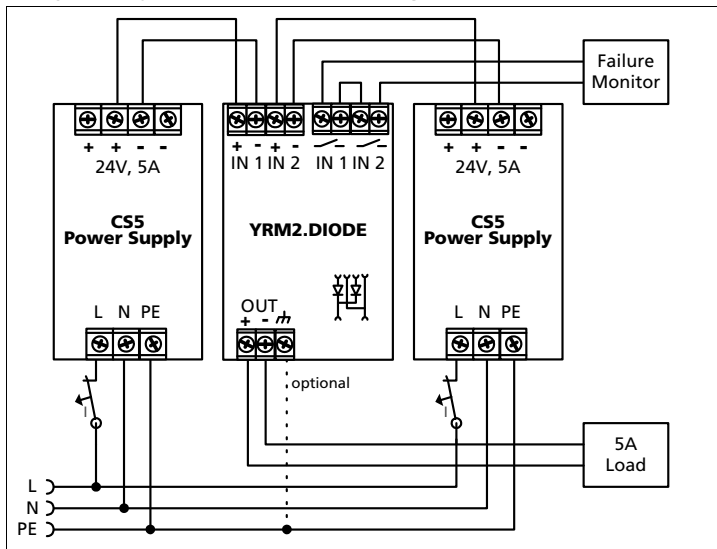 Failure
Monitor
+ + - -
24V, 5A
CS5
Power Supply
L N PE
+ - + -
IN 1 IN 2 IN 1 IN 2
YRM2.DIODE
OUT
+ -
optional
+ + - -
24V, 5A
CS5
Power Supply
L N PE
I
I
5A
Load
L
N
PE